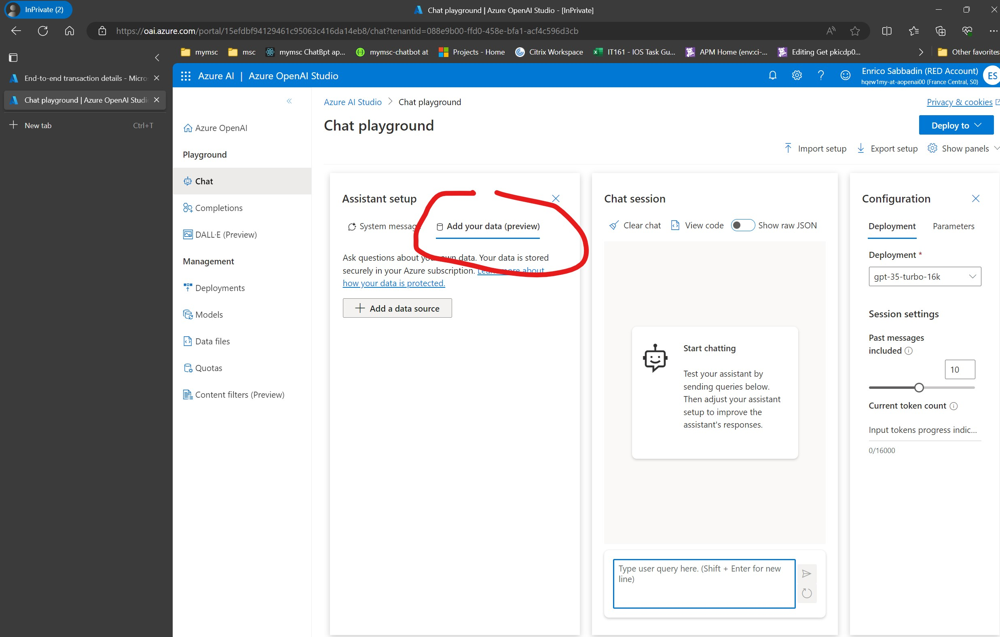 InPrivate (2)
Chat playground | Azure OpenAI Studio - [InPrivate]
https://oai.azure.com/portal/15efdbf94129461c95063c416da14eb8/chat?tenantid=088e9b00-ffd0-458e-bfa1-acf4c596d3cb
mymsc
msc
mymsc ChatBpt ap...
mymsc-chatbot at
Projects - Home
Citrix Workspace
IT161 - IOS Task Gu...
APM Home (env:ci-...
Editing Get pkicdp0...
Other favorites
End-to-end transaction details - Micro
Chat playground | Azure OpenAI Studi
New tab Ctrl+T
Azure AI | Azure OpenAI Studio
Enrico Sabbadin (RED Account)
hqew1my-at-aopenai00 (France Central, S0)
ES
Azure OpenAI
Playground
Chat
Completions
DALL·E (Preview)
Management
Deployments
Models
Data files
Quotas
Content filters (Preview)
Azure AI Studio > Chat playground
Privacy & cookies
Chat playground
Deploy to
Import setup
Export setup
Show panels
Assistant setup
System message
Add your data (preview)
Ask questions about your own data. Your data is stored
securely in your Azure subscription. Learn more about
how your data is protected.
Add a data source
Chat session
Clear chat
View code
Show raw JSON
Start chatting
Test your assistant by
sending queries below.
Then adjust your assistant
setup to improve the
assistant's responses.
Type user query here. (Shift + Enter for new
line)
Configuration
Deployment
Parameters
Deployment *
gpt-35-turbo-16k
Session settings
Past messages
included
10
Current token count
Input tokens progress indic...
0/16000